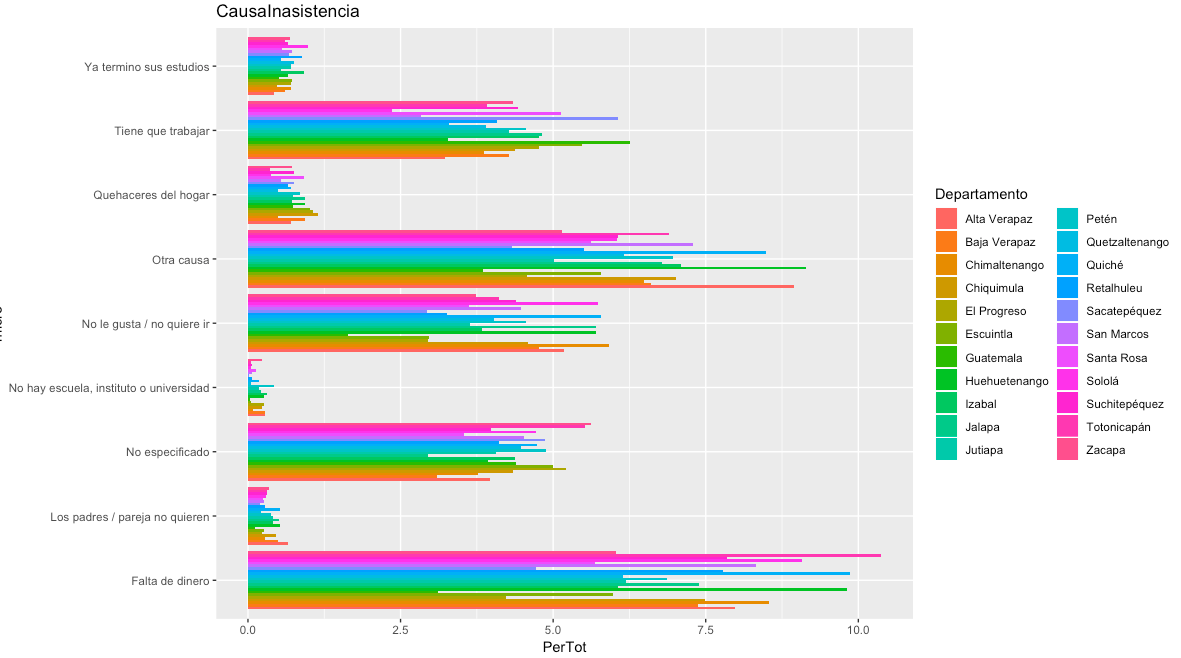 CausaInasistencia
Ya termino sus estudios
Tiene que trabajar
Quehaceres del hogar
Otra causa
No le gusta / no quiere ir
No hay escuela, instituto o universidad
No especificado
Los padres / pareja no quieren
Falta de dinero
0.0
2.5
5.0
7.5
10.0
PerTot
Departamento
Alta Verapaz
Baja Verapaz
Chimaltenango
Chiquimula
El Progreso
Escuintla
Guatemala
Huehuetenango
Izabal
Jalapa
Jutiapa
Petén
Quetzaltenango
Quiché
Retalhuleu
Sacatepéquez
San Marcos
Santa Rosa
Sololá
Suchitepéquez
Totonicapán
Zacapa